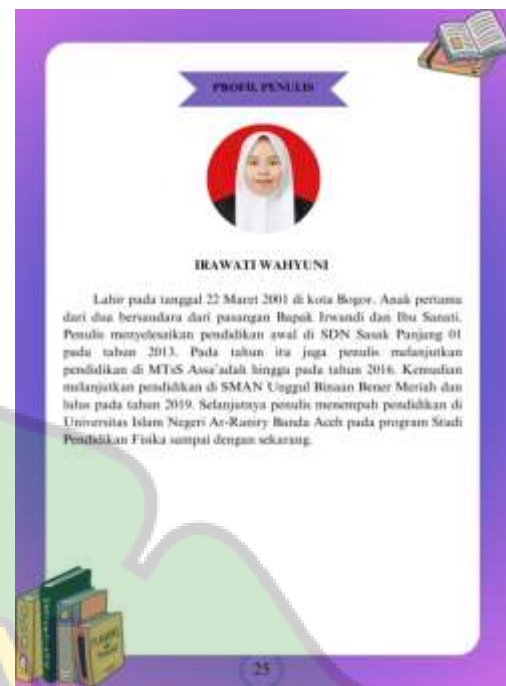 PROFIL PENULIS
IRAWATI WAHYUNI
Lahir pada tanggal 22 Maret 2001 di kota Bogor. Anak pertama
dari dua bersaudara dari pasangan Bapak Irwandi dan Ibu Sanati.
Penulis menyelesaikan pendidikan awal di SDN Sasak Panjang 01
pada tahun 2013. Pada tahun itu juga penulis melanjutkan
pendidikan di MTsS Assa'adah hingga pada tahun 2016. Kemudian
melanjutkan pendidikan di SMAN Unggul Binaan Bener Meriah dan
lulus pada tahun 2019. Selanjutnya penulis menempuh pendidikan di
Universitas Islam Negeri Ar-Raniry Banda Aceh pada program Studi
Pendidikan Fisika sampai dengan sekarang.
25